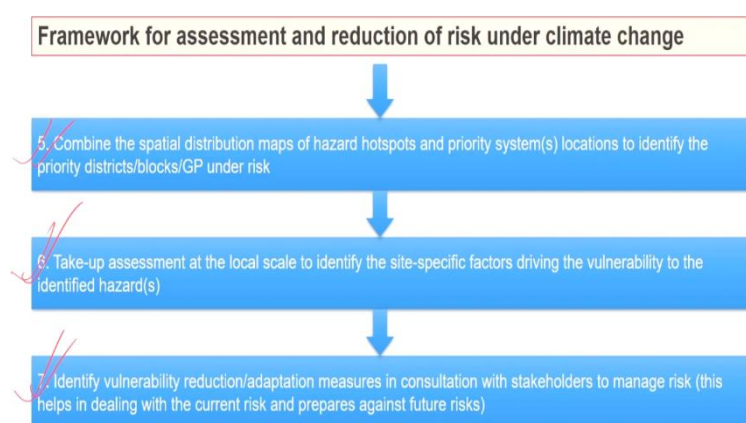 Framework for assessment and reduction of risk under climate change
5. Combine the spatial distribution maps of hazard hotspots and priority system(s) locations to identify the
priority districts/blocks/GP under risk
6. Take-up assessment at the local scale to identify the site-specific factors driving the vulnerability to the
identified hazard(s)
7. Identify vulnerability reduction/adaptation measures in consultation with stakeholders to manage risk (this
helps in dealing with the current risk and prepares against future risks)